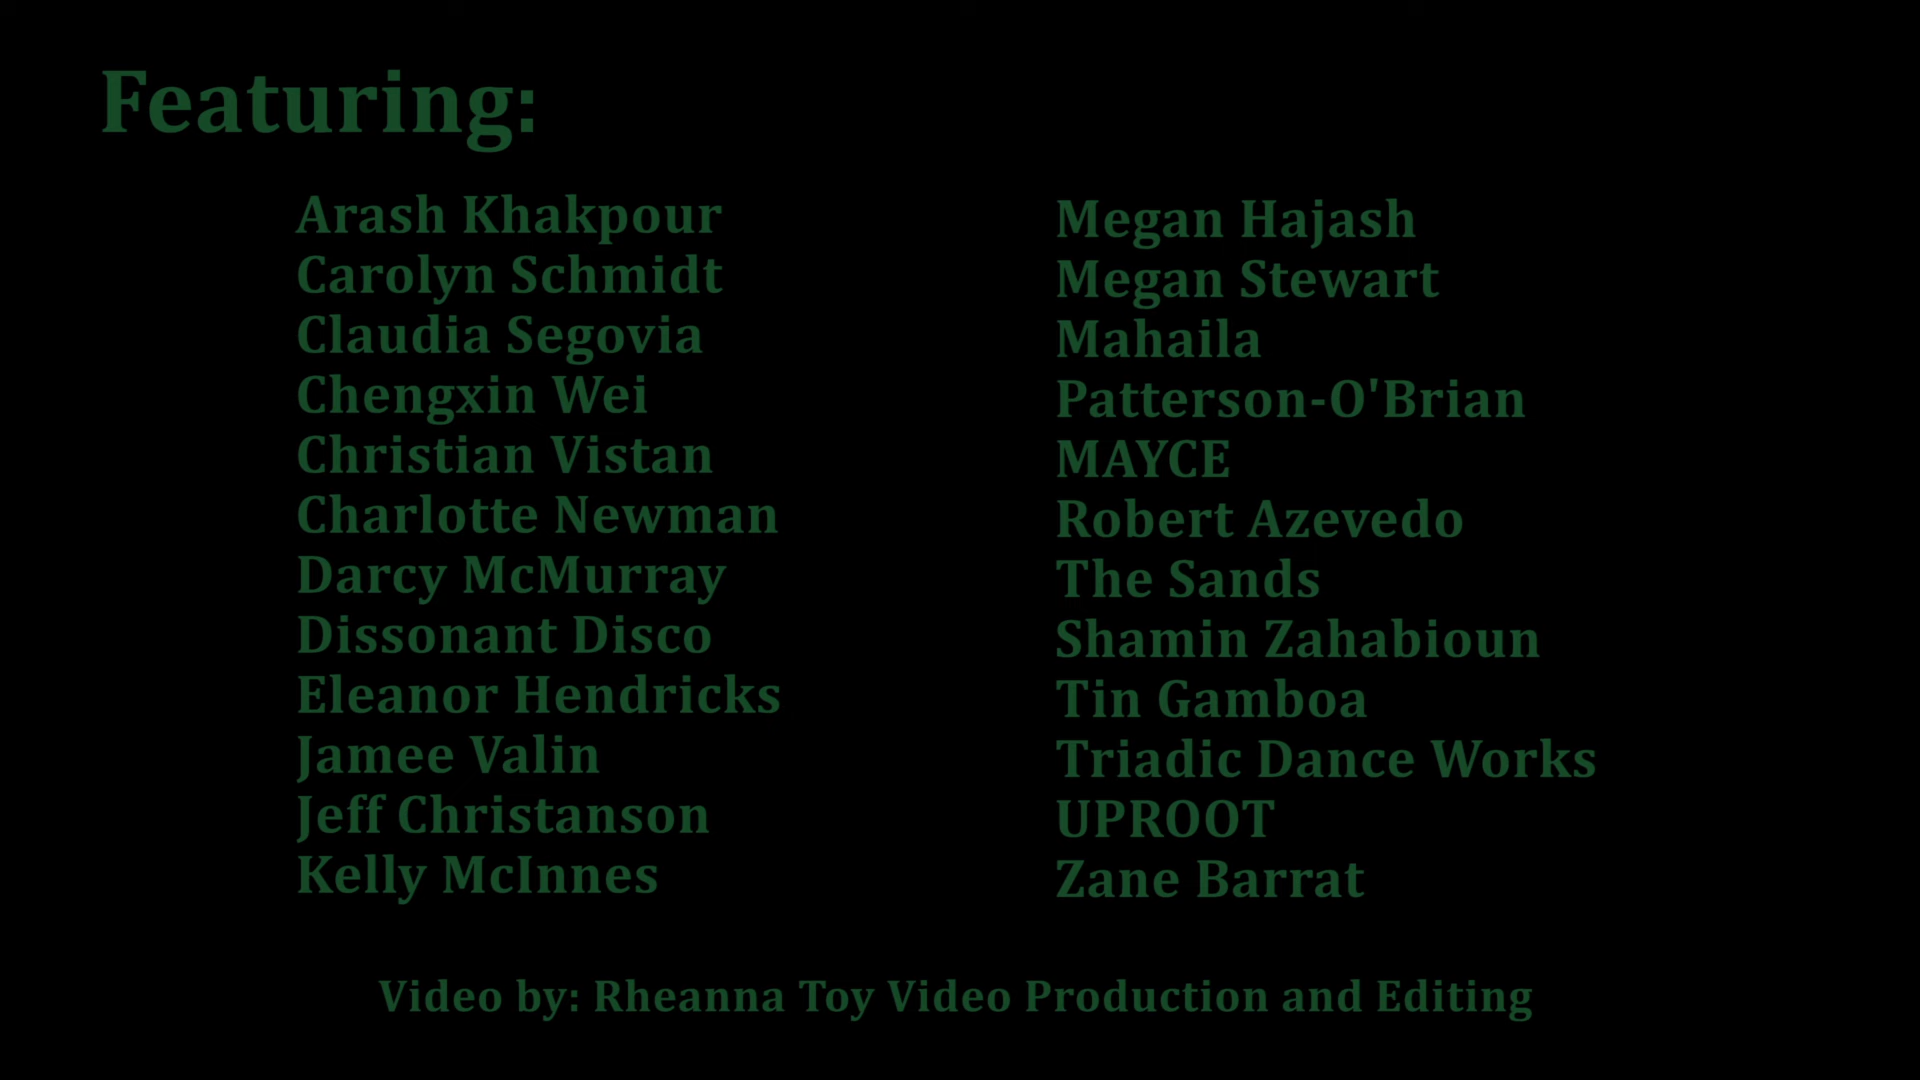 Featuring:
Arash Khakpour
Carolyn Schmidt
Claudia Segovia
Chengxin Wei
Christian Vistan
Charlotte Newman
Darcy McMurray
Dissonant Disco
Eleanor Hendricks
Jamee Valin
Jeff Christanson
Kelly McInnes
Megan Hajash
Megan Stewart
Mahaila
Patterson-O'Brian
MAYCE
Robert Azevedo
The Sands
Shamin Zahabioun
Tin Gamboa
Triadic Dance Works
UPROOT
Zane Barrat
Video by: Rheanna Toy Video Production and Editing